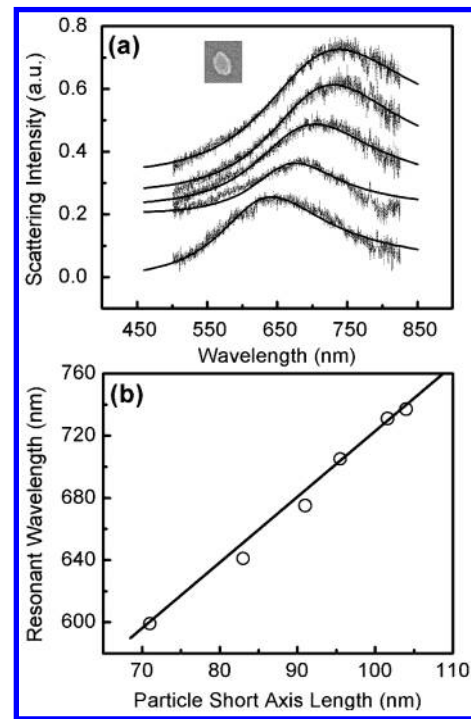 (a)
Scattering Intensity (a.u.)
0.8
0.6
0.4
0.2
0.0
450 550 650 750 850
Wavelength (nm)
(b)
Resonant Wavelength (nm)
760
720
680
640
600
70 80 90 100 110
Particle Short Axis Length (nm)